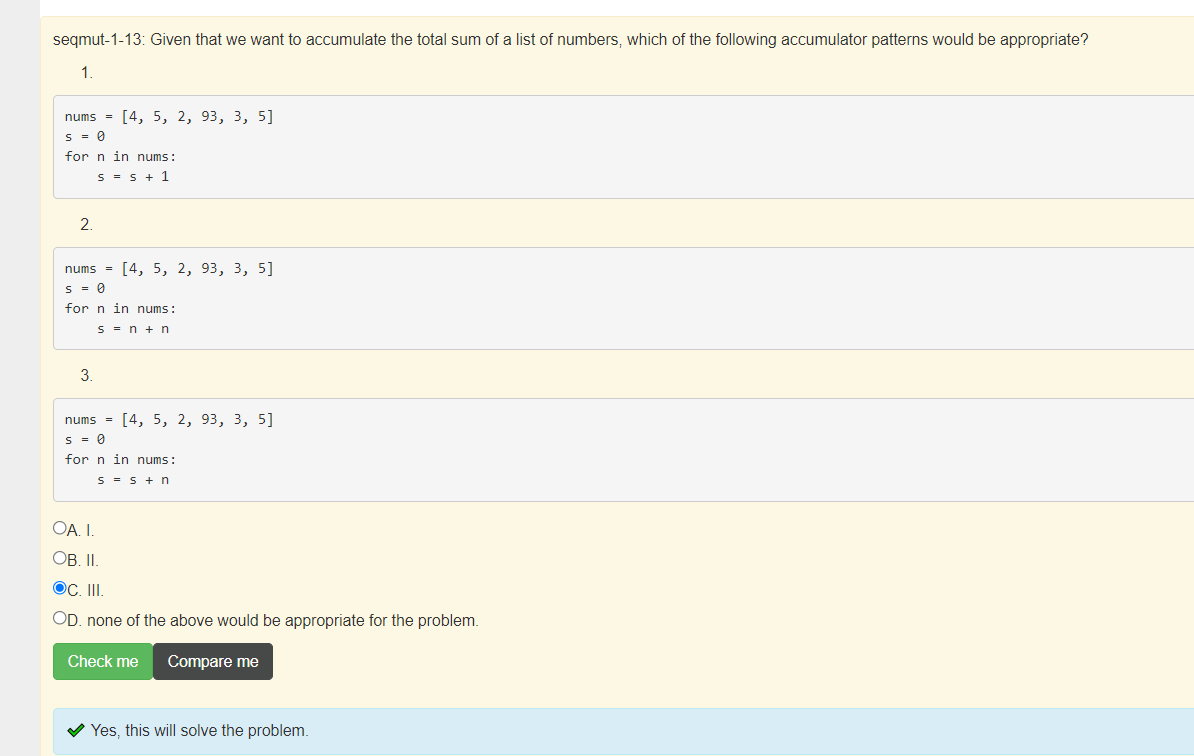 seqmut-1-13: Given that we want to accumulate the total sum of a list of numbers, which of the following accumulator patterns would be appropriate?
1.
nums = [4, 5, 2, 93, 3, 5]
s = 0
for n in nums:
    s = s + 1
2.
nums = [4, 5, 2, 93, 3, 5]
s = 0
for n in nums:
    s = n + n
3.
nums = [4, 5, 2, 93, 3, 5]
s = 0
for n in nums:
    s = s + n
A. I.
B. II.
C. III.
D. none of the above would be appropriate for the problem.
Check me Compare me
✔ Yes, this will solve the problem.